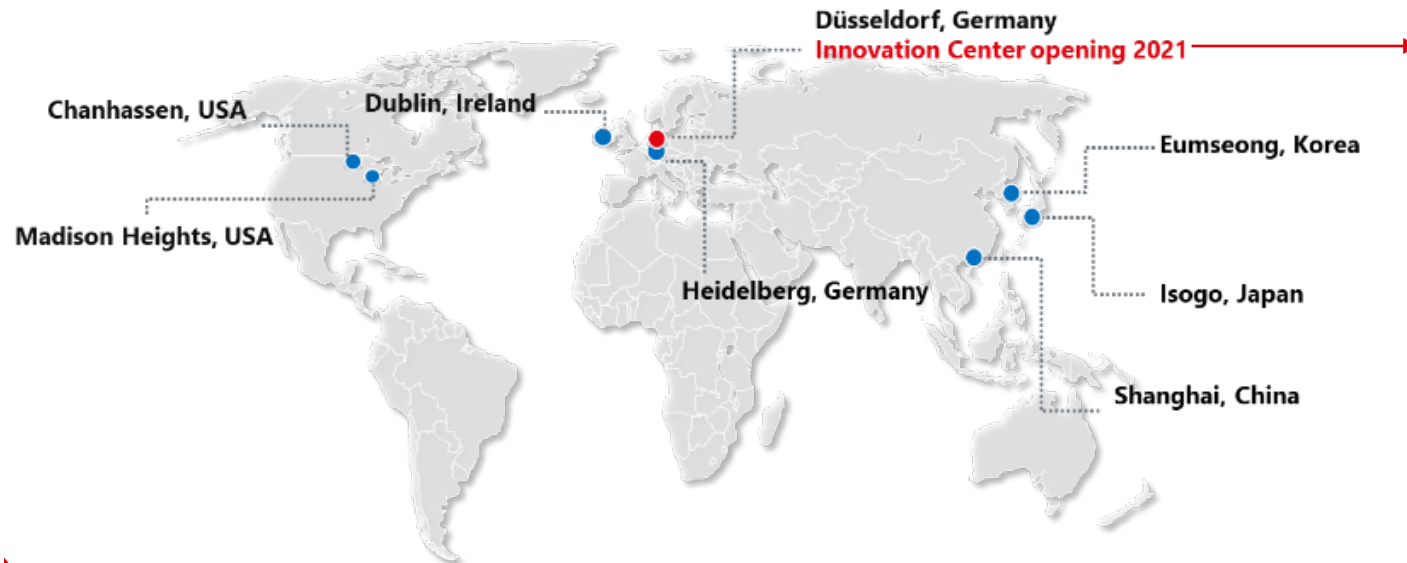 Düsseldorf, Germany
Innovation Center opening 2021
Chanhassen, USA
Dublin, Ireland
Eumseong, Korea
Madison Heights, USA
Heidelberg, Germany
Isogo, Japan
Shanghai, China